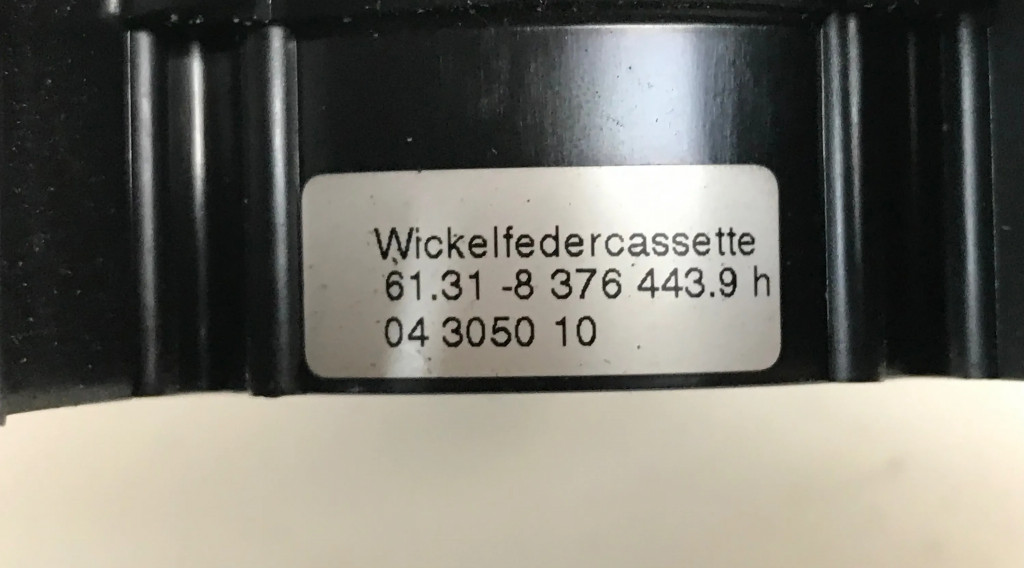 Wickelfedercassette
61.31 -8 376 443.9 h
04 3050 10